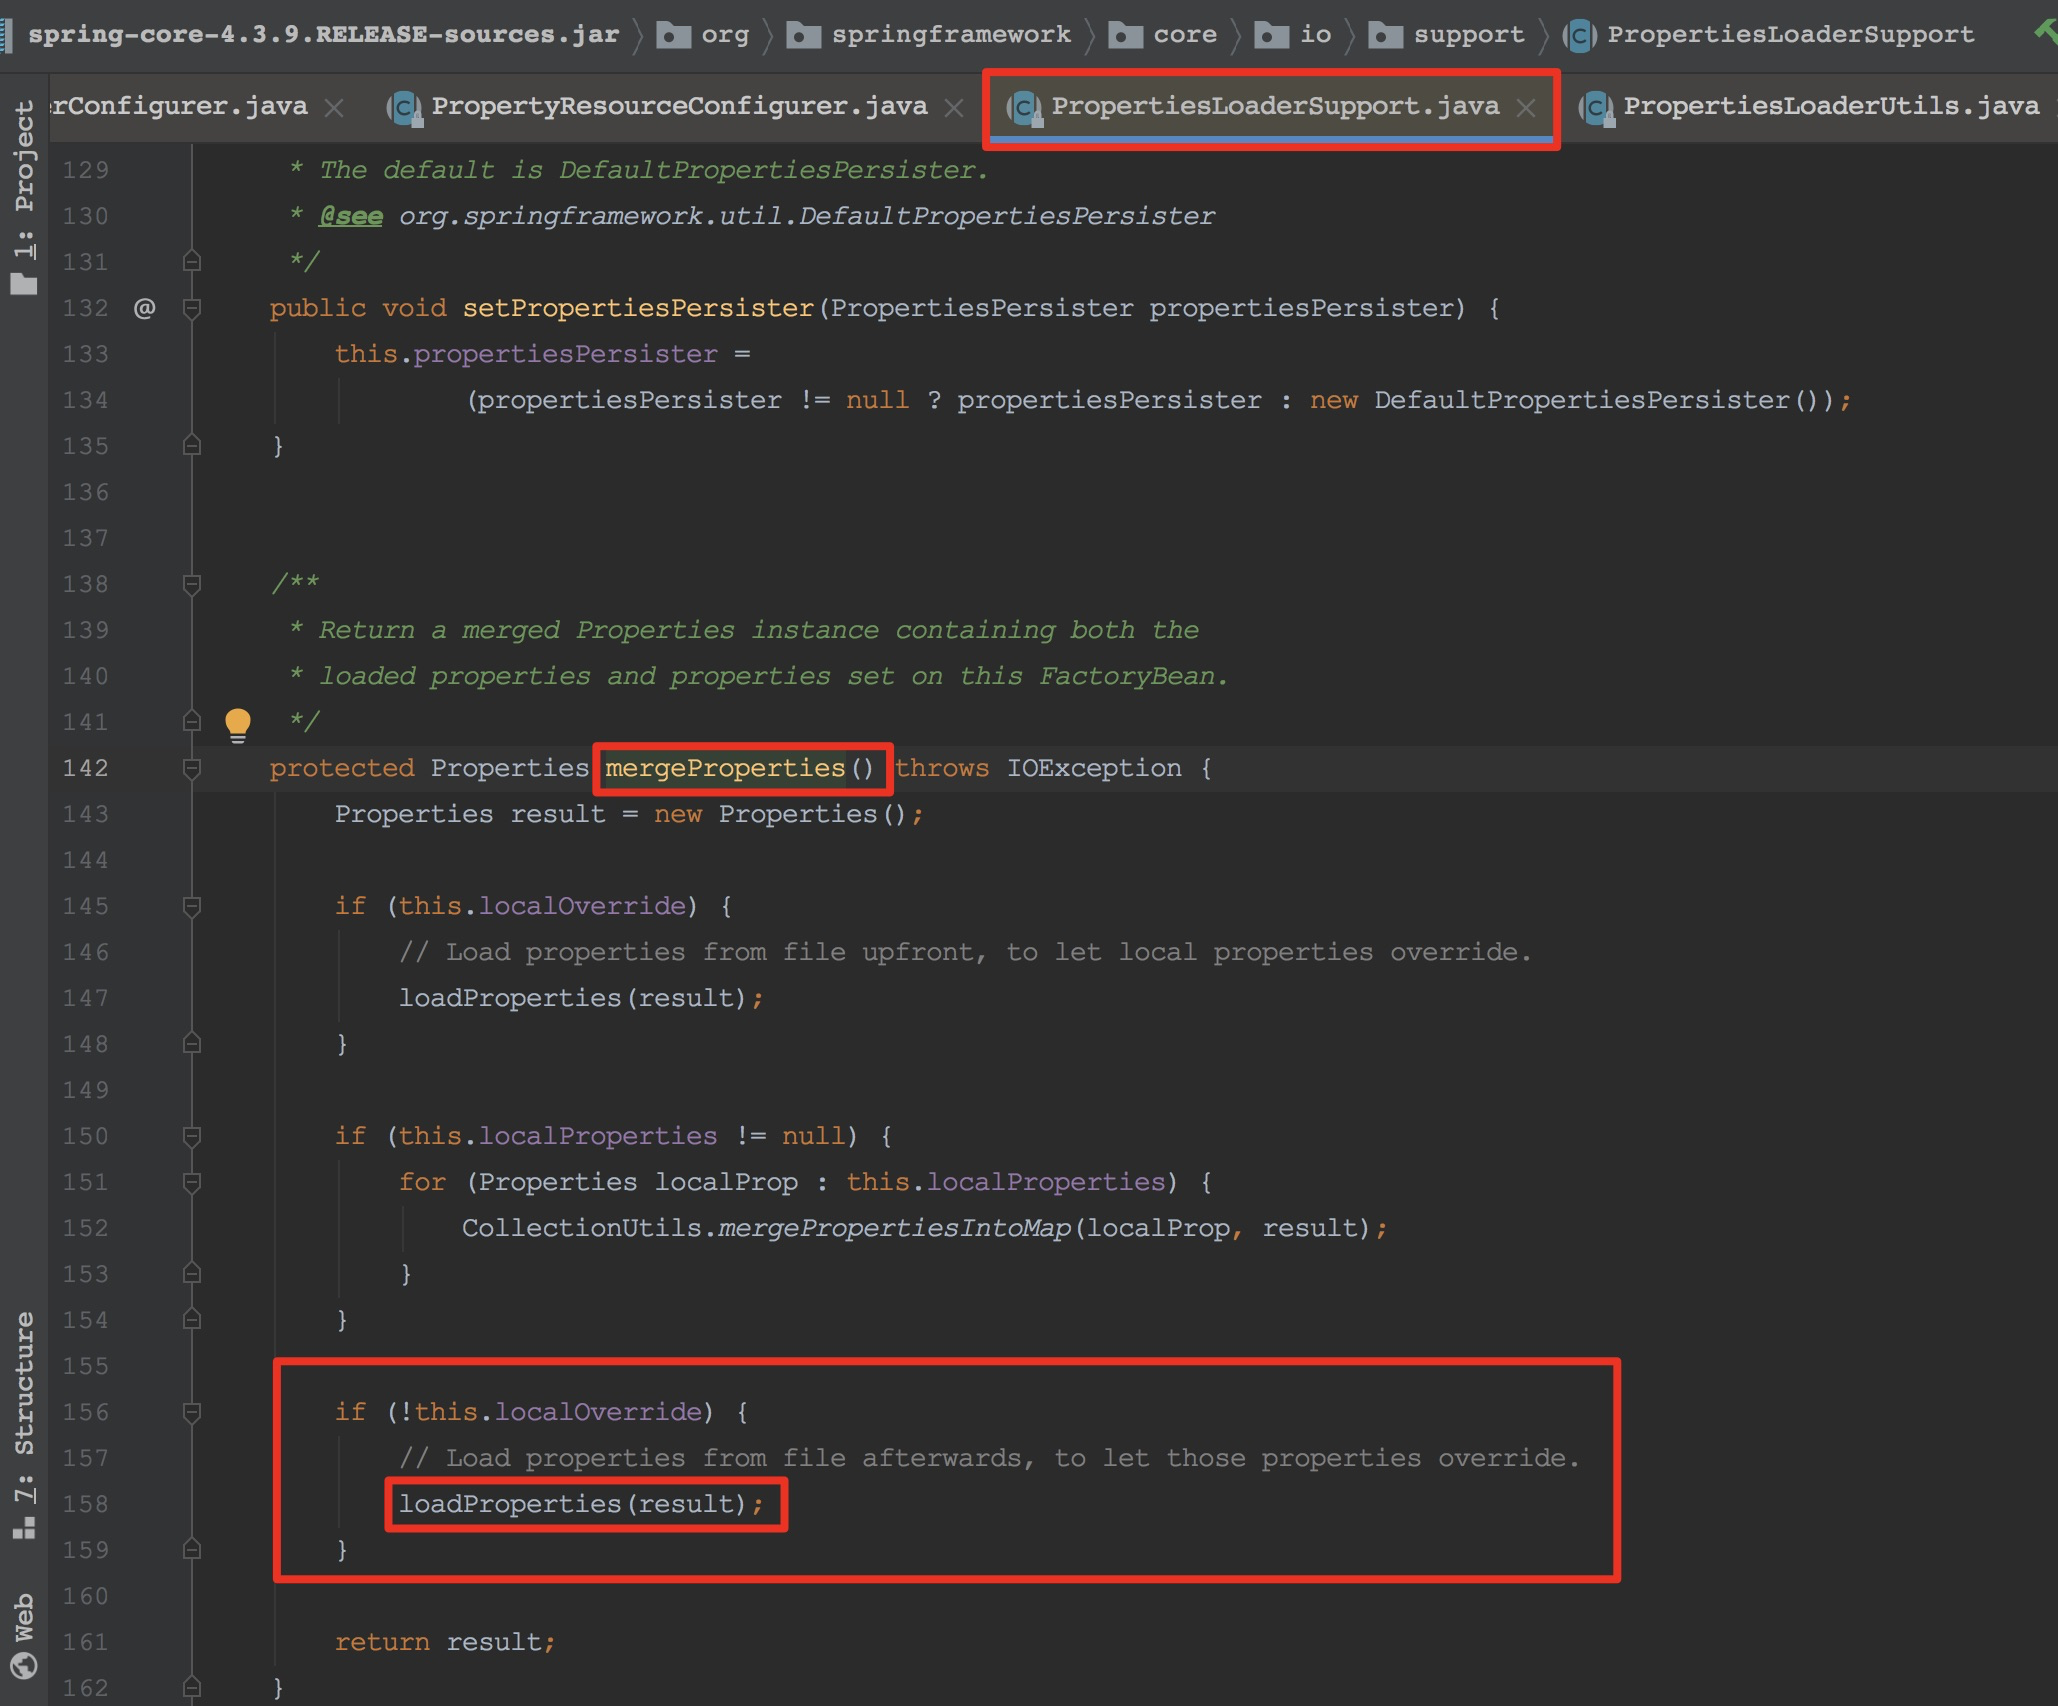 spring-core-4.3.9.RELEASE-sources.jar org springframework core io support PropertiesLoaderSupport
erConfigurer.java PropertyResourceConfigurer.java PropertiesLoaderSupport.java PropertiesLoaderUtils.java
1: Project
7: Structure
Web
129 * The default is DefaultPropertiesPersister.
130 * @see org.springframework.util.DefaultPropertiesPersister
131 */
132 @ public void setPropertiesPersister(PropertiesPersister propertiesPersister) {
133 this.propertiesPersister =
134 (propertiesPersister != null ? propertiesPersister : new DefaultPropertiesPersister());
135 }
136
137
138 /**
139 * Return a merged Properties instance containing both the
140 * loaded properties and properties set on this FactoryBean.
141 */
142 protected Properties mergeProperties() throws IOException {
143 Properties result = new Properties();
144
145 if (this.localOverride) {
146 // Load properties from file upfront, to let local properties override.
147 loadProperties(result);
148 }
149
150 if (this.localProperties != null) {
151 for (Properties localProp : this.localProperties) {
152 CollectionUtils.mergePropertiesIntoMap(localProp, result);
153 }
154 }
155
156 if (!this.localOverride) {
157 // Load properties from file afterwards, to let those properties override.
158 loadProperties(result);
159 }
160
161 return result;
162 }